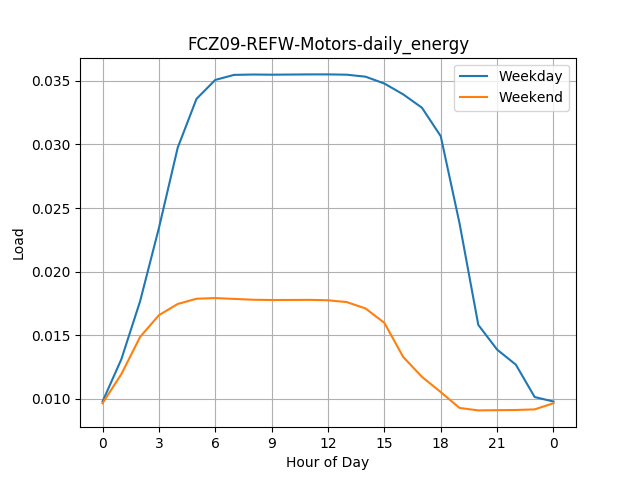 FCZ09-REFW-Motors-daily_energy
Weekday
Weekend
0.035
0.030
0.025
0.020
0.015
0.010
Load
0 3 6 9 12 15 18 21 0
Hour of Day